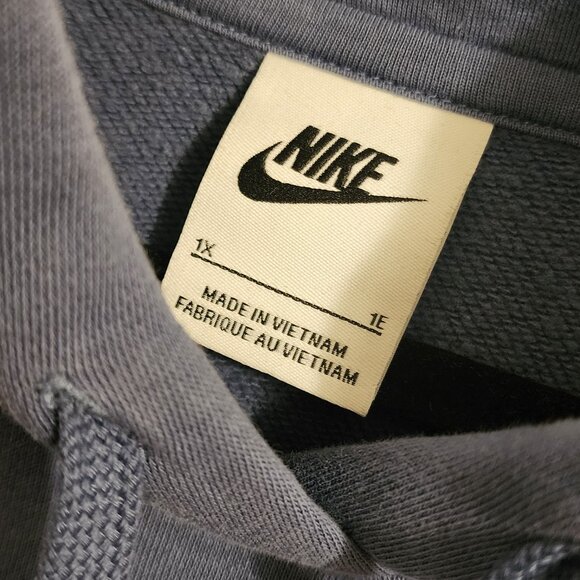 NIKE
1X 1E
MADE IN VIETNAM
FABRIQUE AU VIETNAM